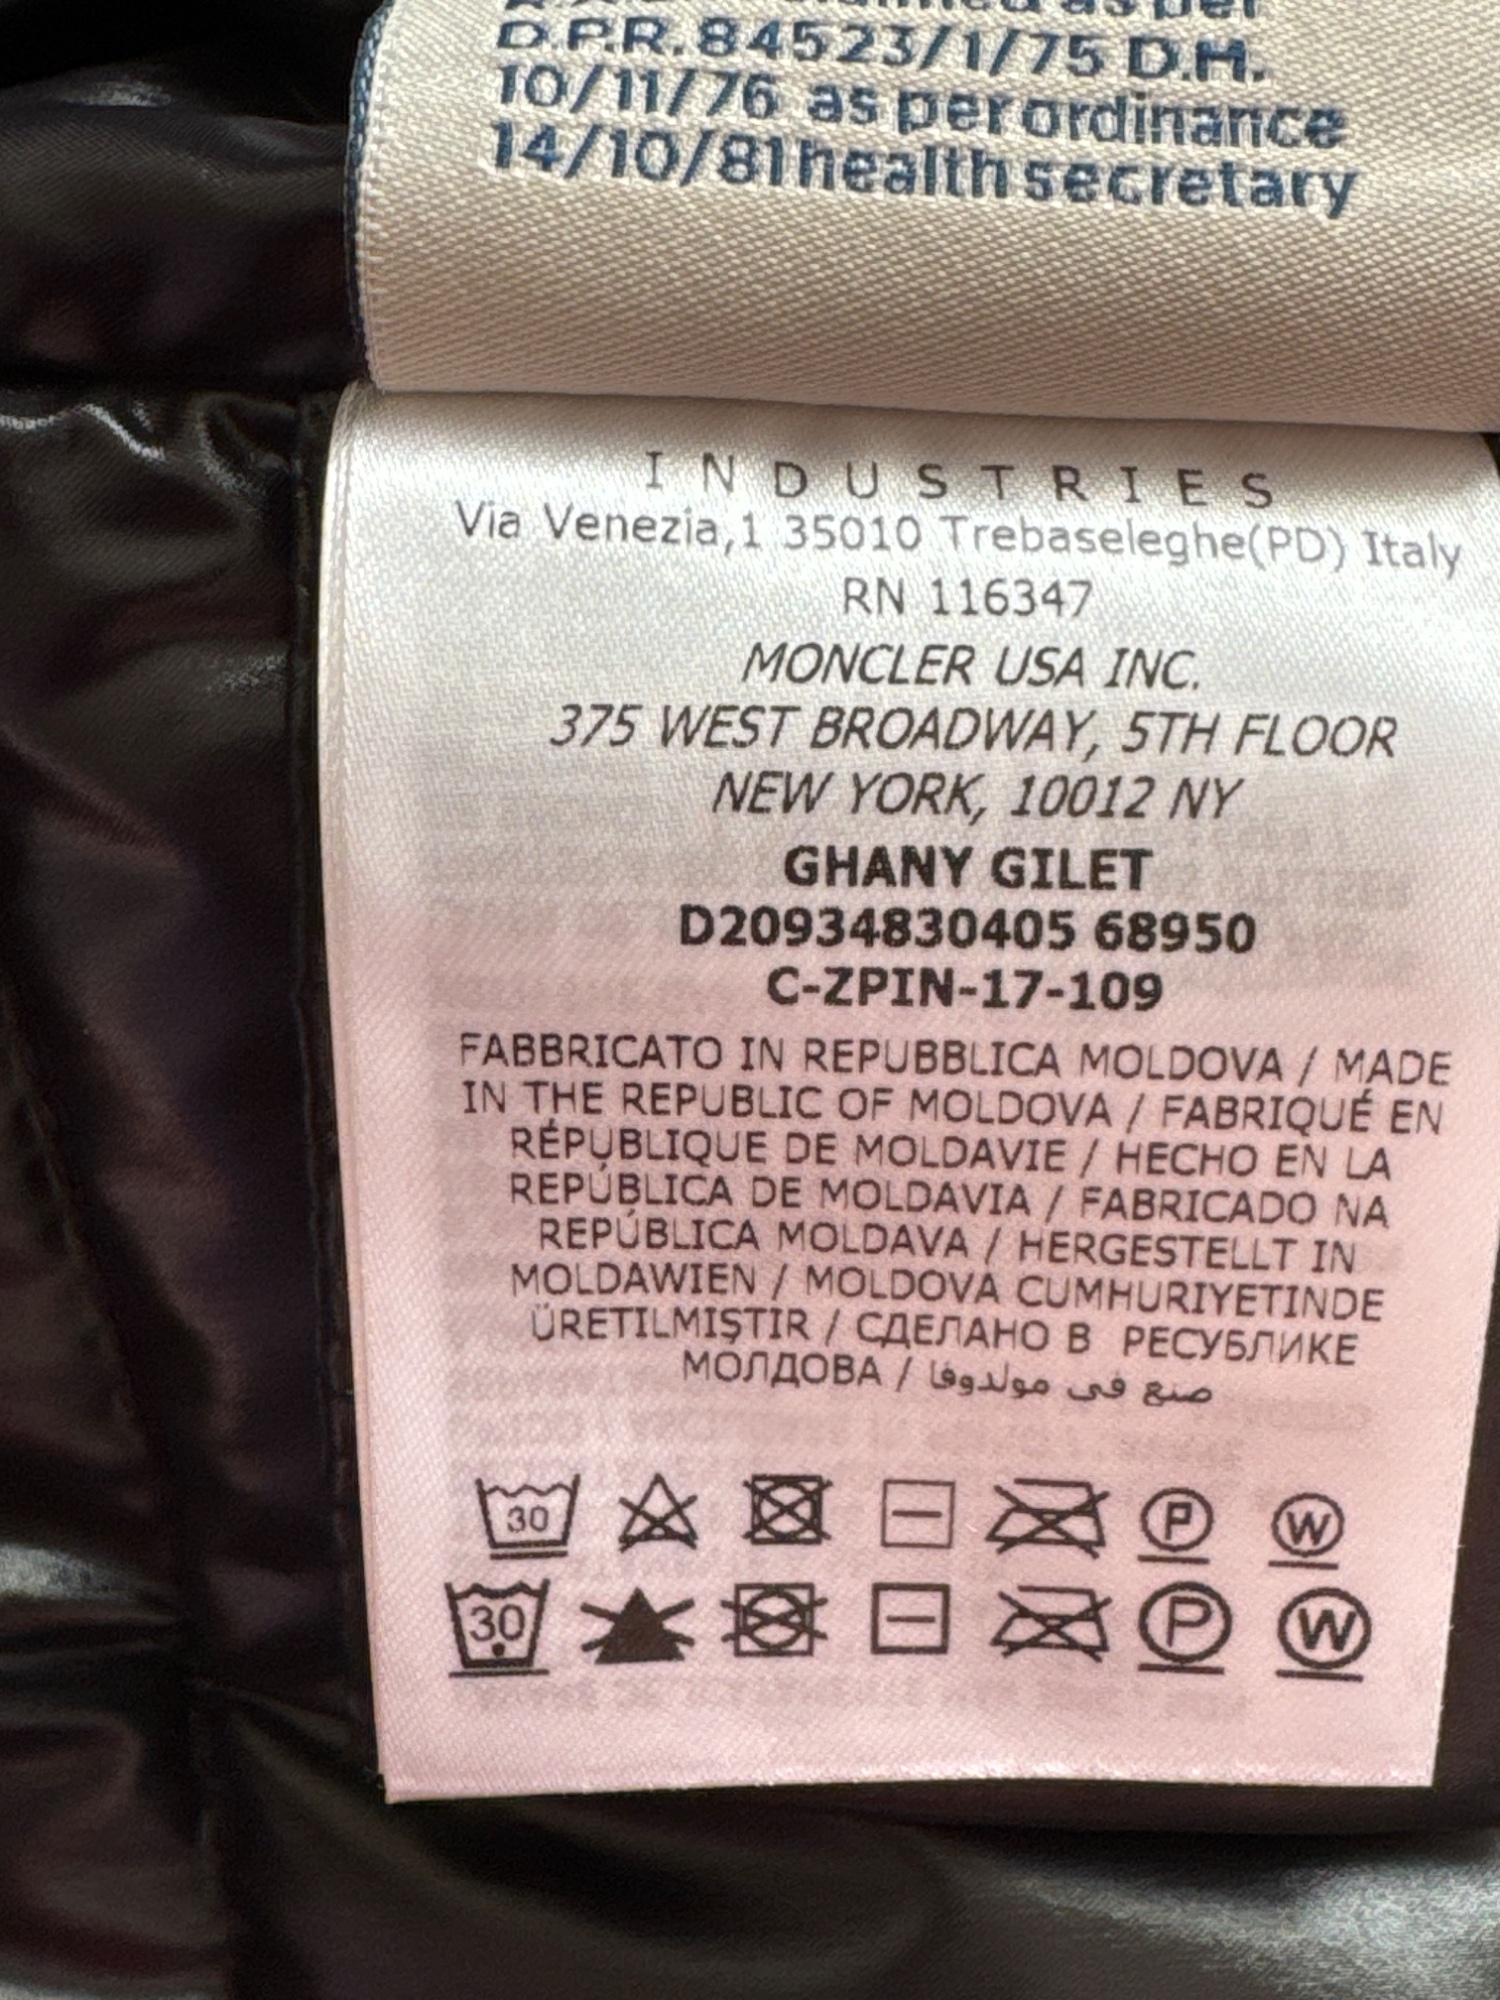 as per
D.P.R.84523/1/75 D.H.
10/11/76 as per ordinance
14/10/81 health secretary
INDUSTRIES
Via Venezia,1 35010 Trebaseleghe(PD) Italy
RN 116347
MONCLER USA INC.
375 WEST BROADWAY, 5TH FLOOR
NEW YORK, 10012 NY
GHANY GILET
D20934830405 68950
C-ZPIN-17-109
FABBRICATO IN REPUBBLICA MOLDOVA / MADE
IN THE REPUBLIC OF MOLDOVA / FABRIQUÉ EN
RÉPUBLIQUE DE MOLDAVIE / HECHO EN LA
REPÚBLICA DE MOLDAVIA / FABRICADO NA
REPÚBLICA MOLDAVA / HERGESTELLT IN
MOLDAWIEN / MOLDOVA CUMHURIYETINDE
ÜRETILMIŞTIR / СДЕЛАНО В РЕСУБЛИКЕ
МОЛДОВА / صنع في مولدوفا
30 P W
30 P W